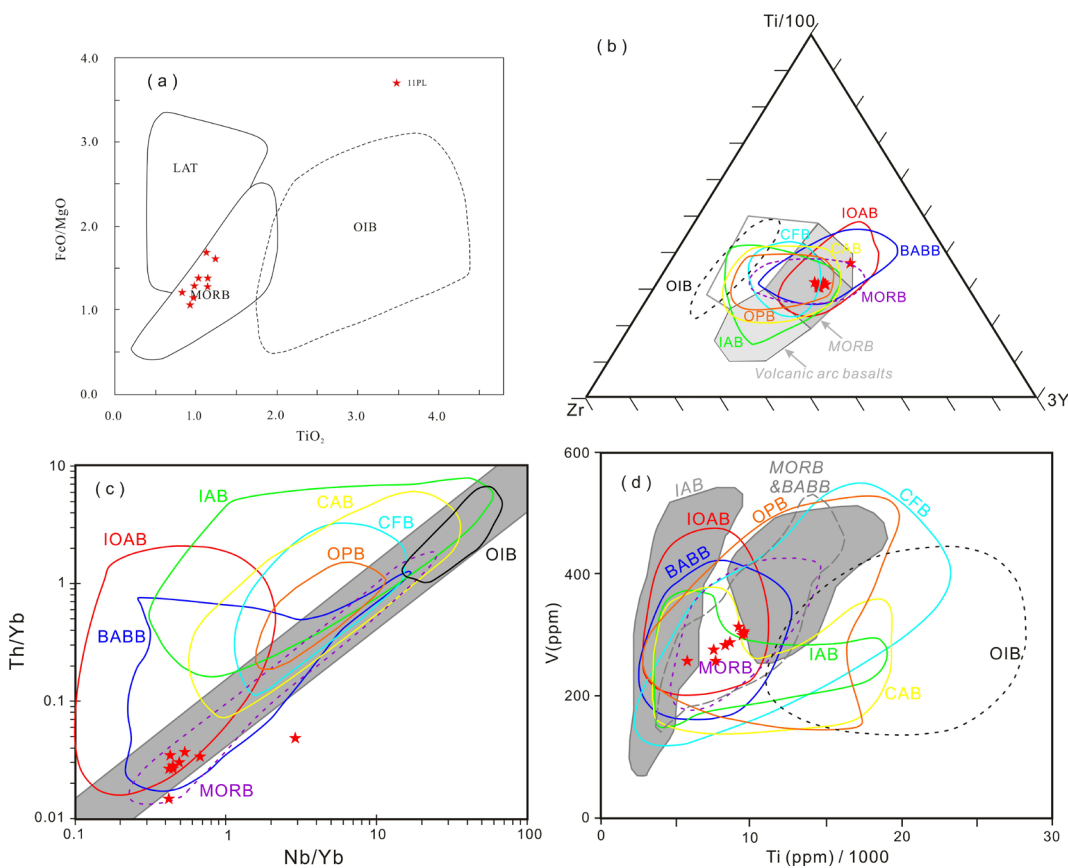 (a)
11PL
LAT
OIB
MORB
FeO/MgO
4.0
3.0
2.0
1.0
0.0
0.0
1.0
2.0
3.0
4.0
TiO₂
(b)
Ti/100
IOAB
CFB
CAB
BABB
OIB
MORB
OPB
IAB
MORB
Volcanic arc basalts
Zr
3Y
(c)
IAB
CAB
CFB
IOAB
OPB
OIB
BABB
MORB
Th/Yb
10
1
0.1
0.01
0.1
1
10
100
Nb/Yb
(d)
MORB
&BABB
IAB
OPB
CFB
IOAB
BABB
MORB
IAB
OIB
CAB
V(ppm)
600
400
200
0
0
10
20
30
Ti (ppm) / 1000